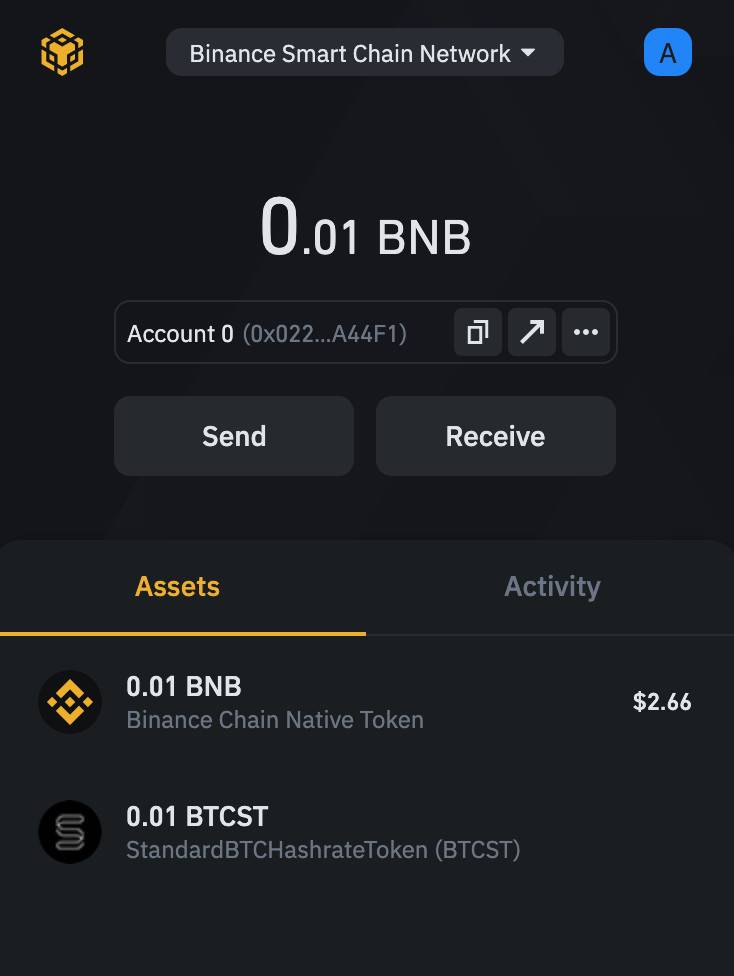 Binance Smart Chain Network
A
0.01 BNB
Account 0 (0x022...A44F1)
Send Receive
Assets Activity
0.01 BNB
Binance Chain Native Token
$2.66
0.01 BTCST
StandardBTCHashrateToken (BTCST)